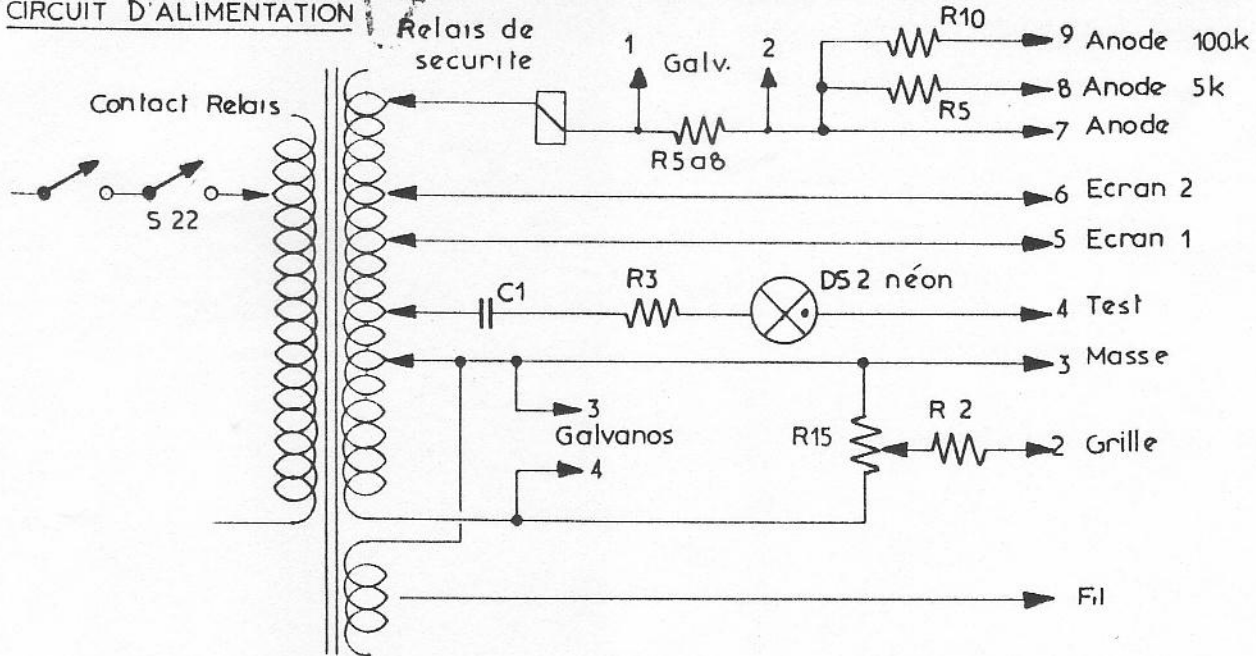 CIRCUIT D'ALIMENTATION
Relais de
securite
Contact Relais
S 22
1
Galv.
2
R5a8
R10
9 Anode 100.k
R5
8 Anode 5k
7 Anode
6 Ecran 2
5 Ecran 1
C1
R3
DS2 néon
4 Test
3 Masse
3
Galvanos
4
R15
R 2
2 Grille
Fil